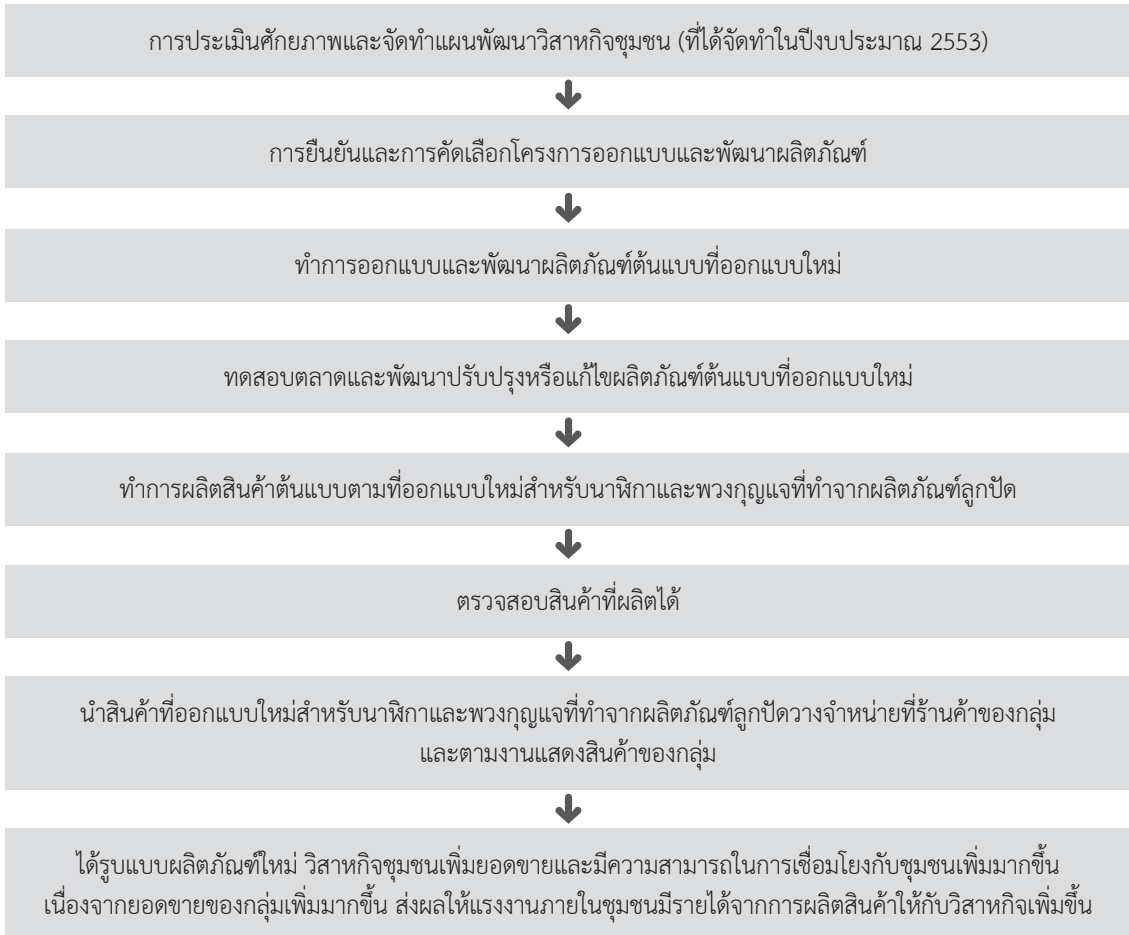 การประเมินศักยภาพและจัดทำแผนพัฒนาวิสาหกิจชุมชน (ที่ได้จัดทำในปีงบประมาณ 2553)
การยืนยันและการคัดเลือกโครงการออกแบบและพัฒนาผลิตภัณฑ์
ทำการออกแบบและพัฒนาผลิตภัณฑ์ต้นแบบที่ออกแบบใหม่
ทดสอบตลาดและพัฒนาปรับปรุงหรือแก้ไขผลิตภัณฑ์ต้นแบบที่ออกแบบใหม่
ทำการผลิตสินค้าต้นแบบตามที่ออกแบบใหม่สำหรับนาฬิกาและพวงกุญแจที่ทำจากผลิตภัณฑ์ลูกปัด
ตรวจสอบสินค้าที่ผลิตได้
นำสินค้าที่ออกแบบใหม่สำหรับนาฬิกาและพวงกุญแจที่ทำจากผลิตภัณฑ์ลูกปัดวางจำหน่ายที่ร้านค้าของกลุ่ม
และตามงานแสดงสินค้าของกลุ่ม
ได้รูปแบบผลิตภัณฑ์ใหม่ วิสาหกิจชุมชนเพิ่มยอดขายและมีความสามารถในการเชื่อมโยงกับชุมชนเพิ่มมากขึ้น
เนื่องจากยอดขายของกลุ่มเพิ่มมากขึ้น ส่งผลให้แรงงานภายในชุมชนมีรายได้จากการผลิตสินค้าให้กับวิสาหกิจเพิ่มขึ้น